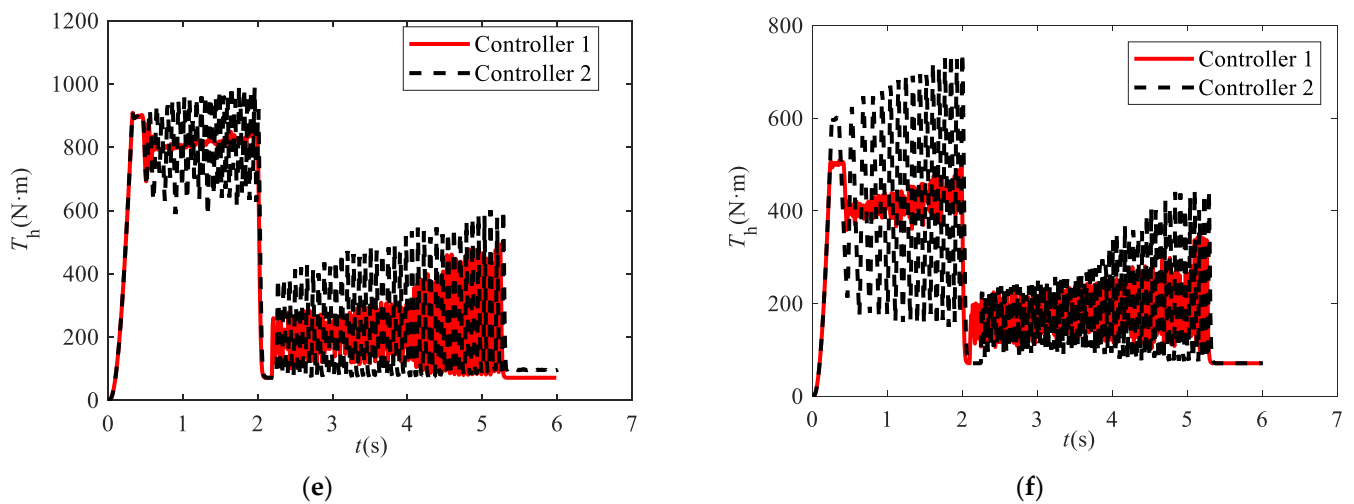 1200
1000
800
600
400
200
0
T_h(N·m)
Controller 1
Controller 2
0 1 2 3 4 5 6 7
t(s)
(e)
800
600
400
200
0
T_h(N·m)
Controller 1
Controller 2
0 1 2 3 4 5 6 7
t(s)
(f)